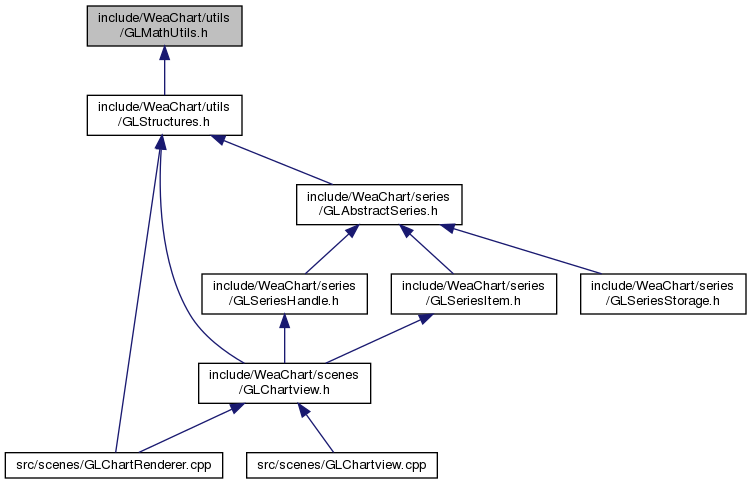 include/WeaChart/utils
/GLMathUtils.h
include/WeaChart/utils
/GLStructures.h
include/WeaChart/series
/GLAbstractSeries.h
include/WeaChart/series
/GLSeriesHandle.h
include/WeaChart/series
/GLSeriesItem.h
include/WeaChart/series
/GLSeriesStorage.h
include/WeaChart/scenes
/GLChartview.h
src/scenes/GLChartRenderer.cpp
src/scenes/GLChartview.cpp